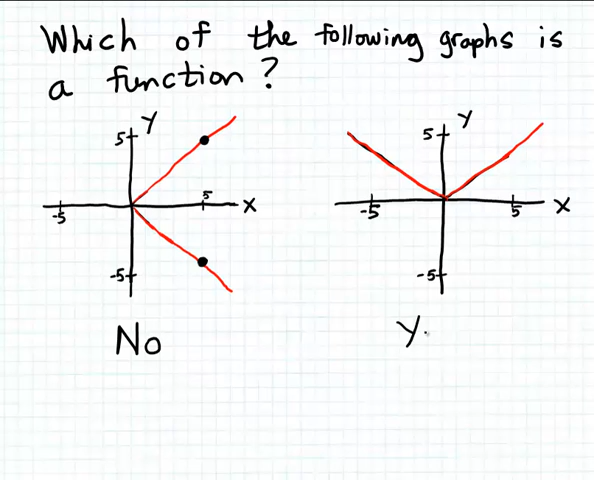 Which of the following graphs is
a function?
5 Y
-5 5 X
-5
5 Y
-5 5 X
-5
No
Y